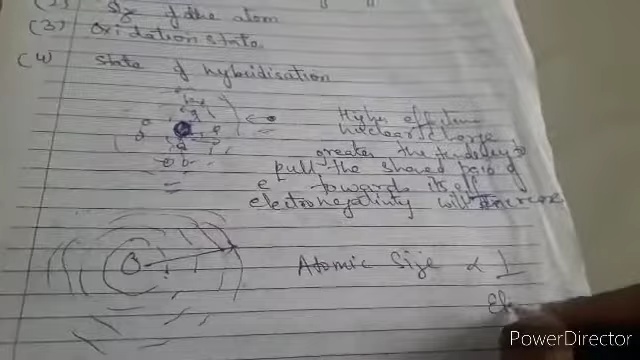 Size of the atom
(3) Oxidation state
(4) State of hybridisation
Higher effective
nuclear charge
greater the tendency to
pull the shared pair of
e towards itself
electronegativity will increase
Atomic Size ∝ 1
Ele
PowerDirector